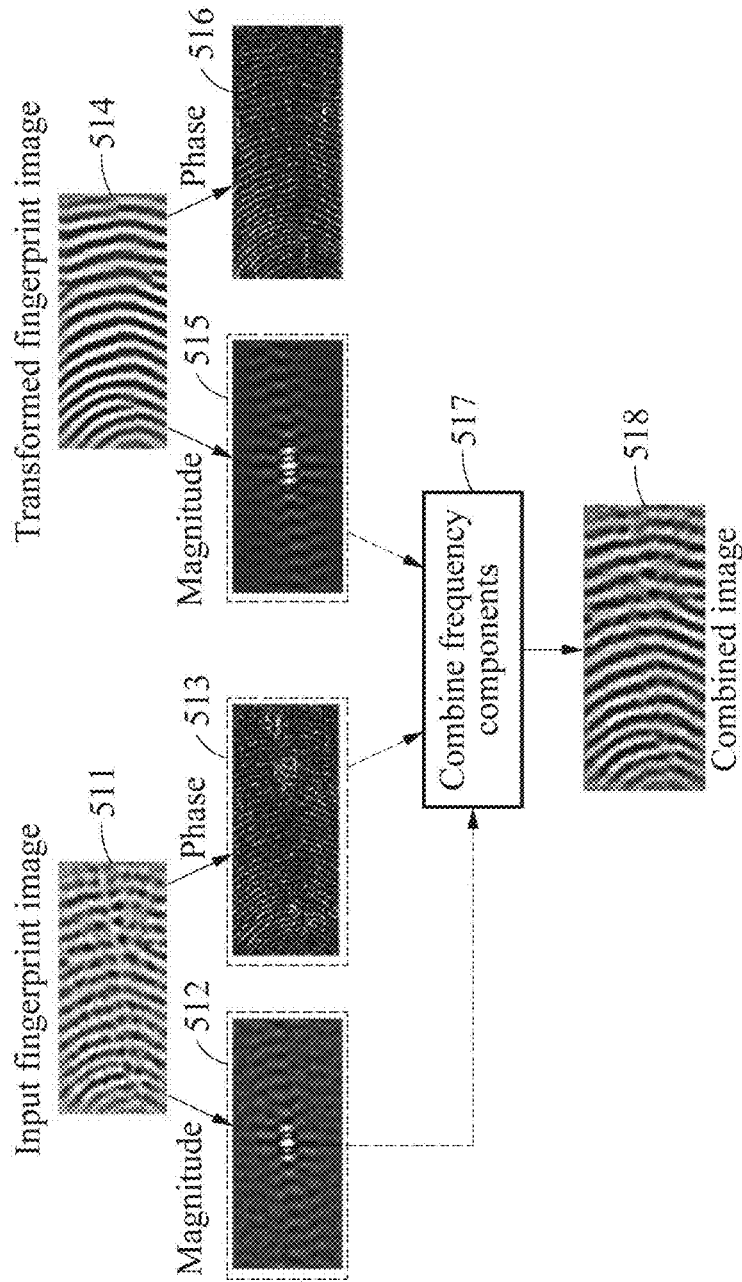 Input fingerprint image
511
Transformed fingerprint image
514
Magnitude
512
Phase
513
Magnitude
515
Phase
516
Combine frequency
components
517
518
Combined image